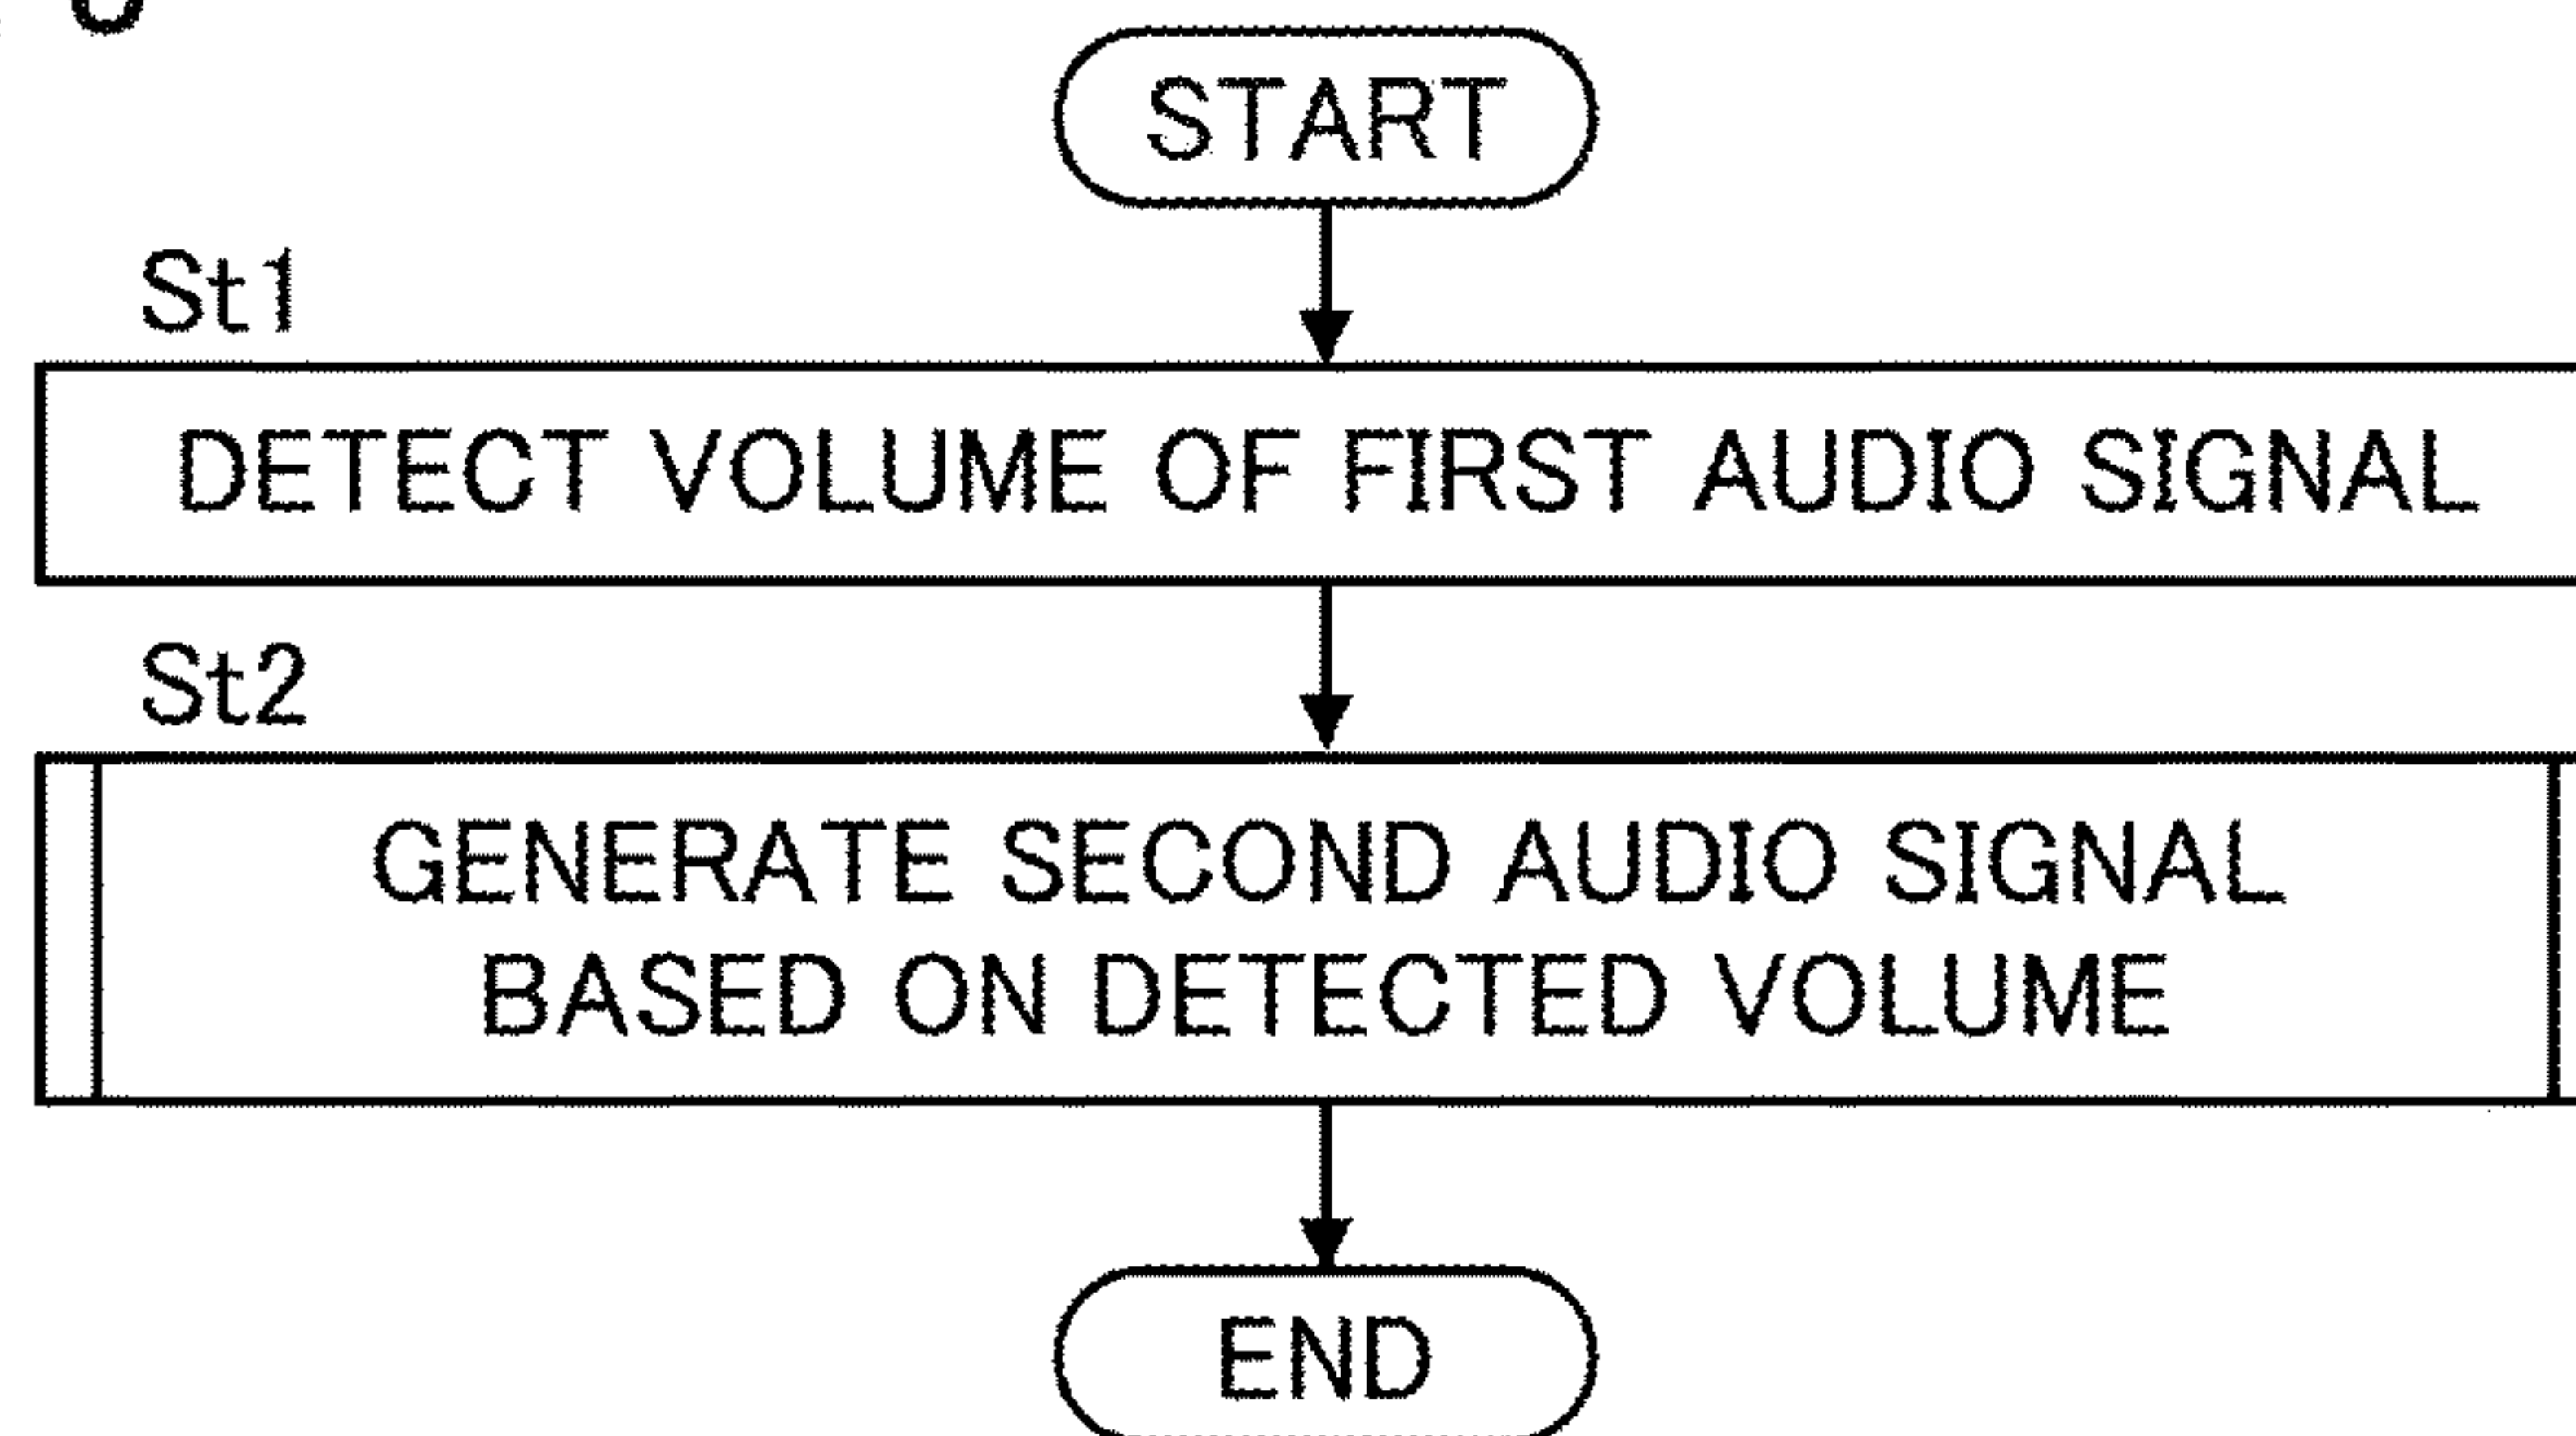 START
St1
DETECT VOLUME OF FIRST AUDIO SIGNAL
St2
GENERATE SECOND AUDIO SIGNAL
BASED ON DETECTED VOLUME
END